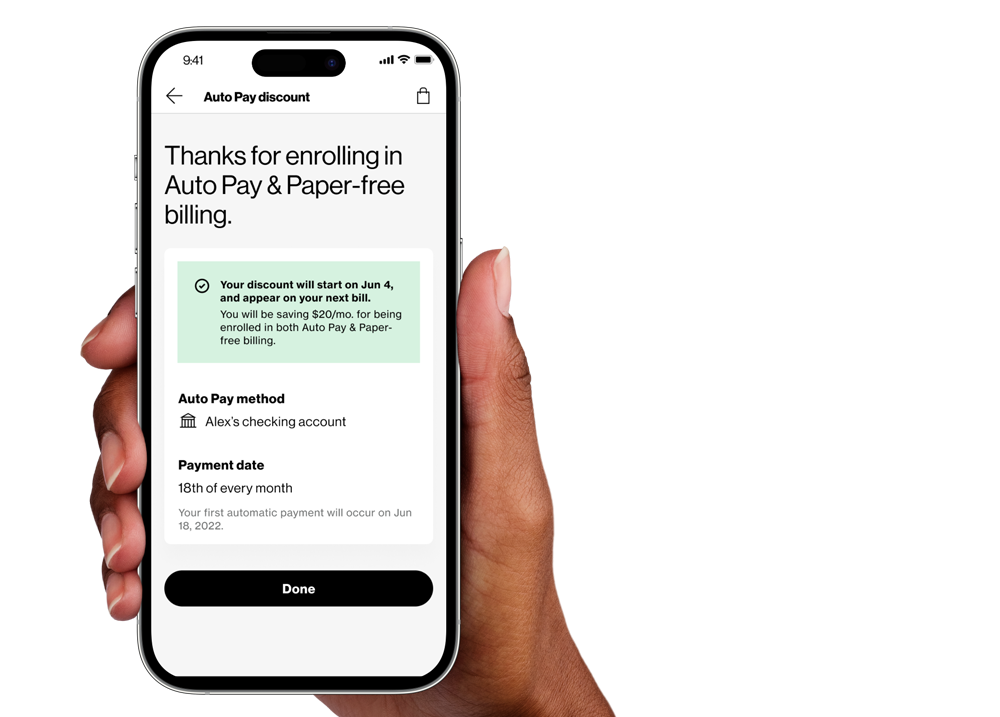 9:41
Auto Pay discount
Thanks for enrolling in
Auto Pay & Paper-free
billing.
Your discount will start on Jun 4,
and appear on your next bill.
You will be saving $20/mo. for being
enrolled in both Auto Pay & Paper-
free billing.
Auto Pay method
Alex’s checking account
Payment date
18th of every month
Your first automatic payment will occur on Jun
18, 2022.
Done